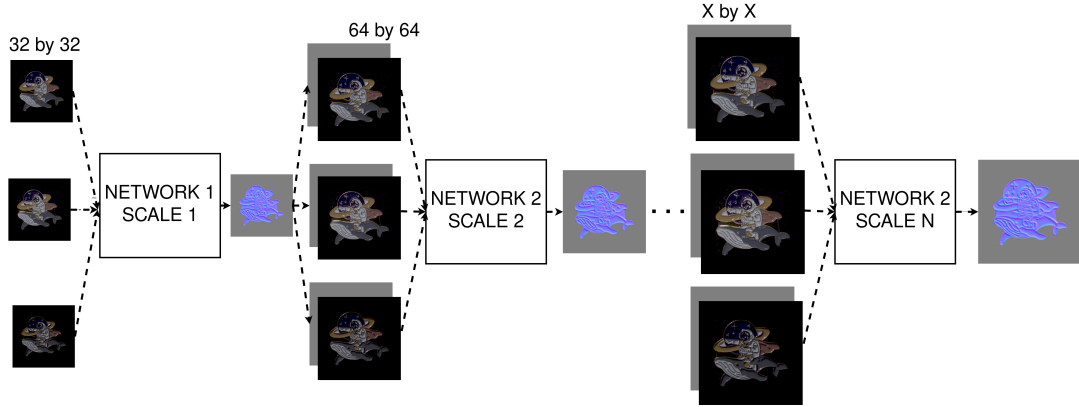 32 by 32
64 by 64
X by X
NETWORK 1
SCALE 1
NETWORK 2
SCALE 2
. . .
NETWORK 2
SCALE N